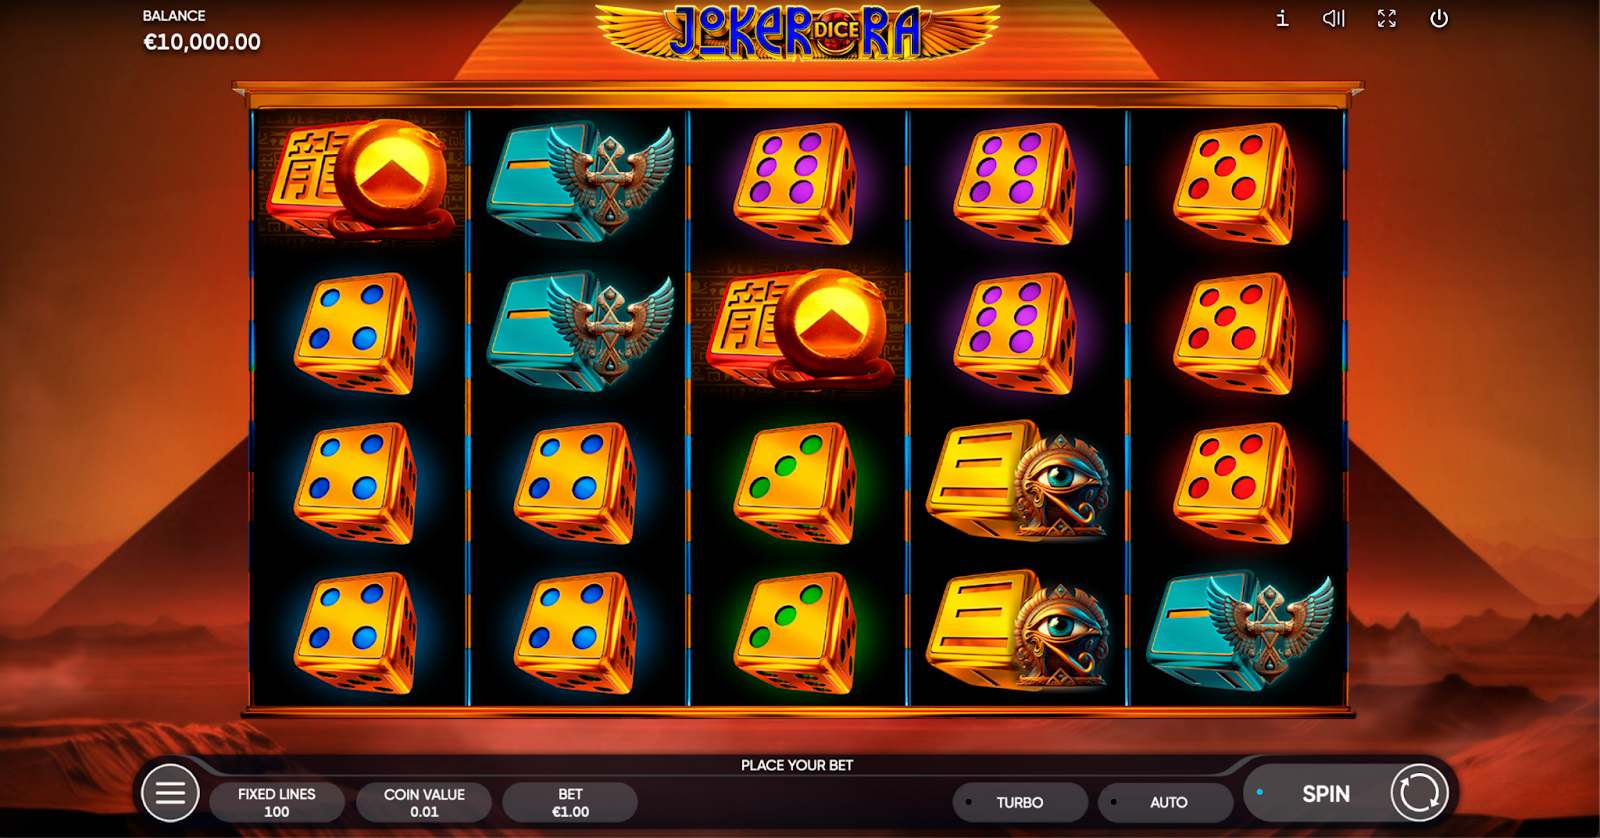 BALANCE
€10,000.00
JOKER DICE RA
i
龍
龍
PLACE YOUR BET
FIXED LINES
100
COIN VALUE
0.01
BET
€1.00
TURBO
AUTO
SPIN